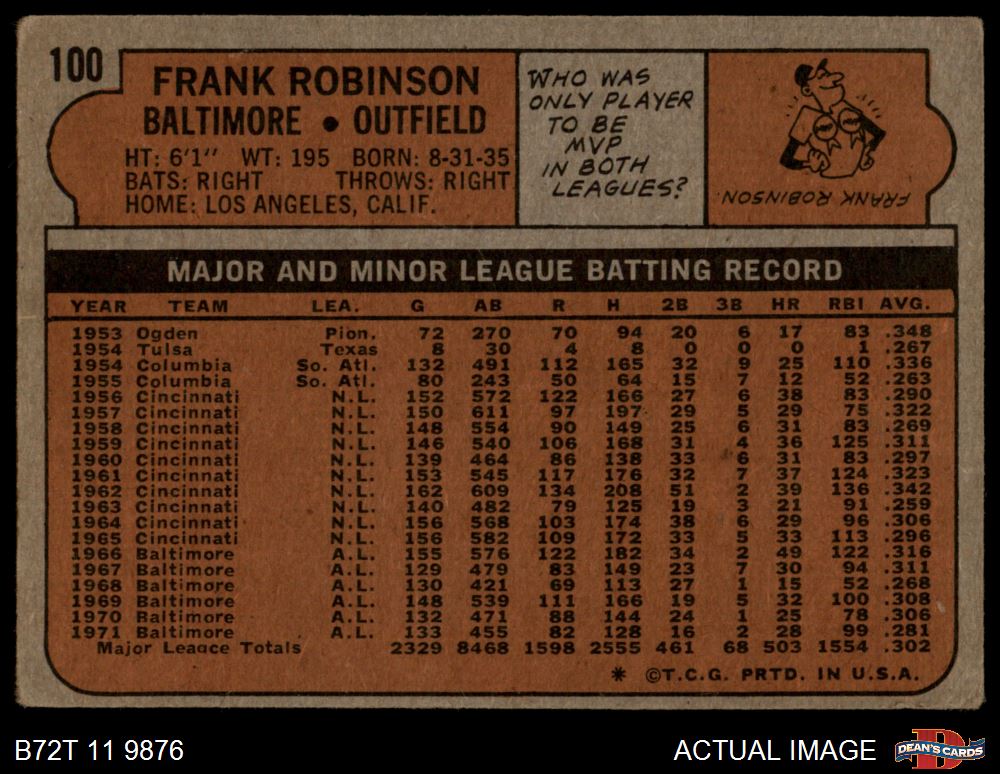 100
FRANK ROBINSON
BALTIMORE • OUTFIELD
HT: 6'1" WT: 195 BORN: 8-31-35
BATS: RIGHT THROWS: RIGHT
HOME: LOS ANGELES, CALIF.
WHO WAS
ONLY PLAYER
TO BE
MVP
IN BOTH
LEAGUES?
FRANK ROBINSON.
MAJOR AND MINOR LEAGUE BATTING RECORD
YEAR TEAM LEA. G AB R H 2B 3B HR RBI AVG.
1953 Ogden Pion. 72 270 70 94 20 6 17 83 .348
1954 Tulsa Texas 8 30 4 8 0 0 0 1 .267
1954 Columbia So. Atl. 132 491 112 165 32 9 25 110 .336
1955 Columbia So. Atl. 80 243 50 64 15 7 12 52 .263
1956 Cincinnati N.L. 152 572 122 166 27 6 38 83 .290
1957 Cincinnati N.L. 150 611 97 197 29 5 29 75 .322
1958 Cincinnati N.L. 148 554 90 149 25 6 31 83 .269
1959 Cincinnati N.L. 146 540 106 168 31 4 36 125 .311
1960 Cincinnati N.L. 139 464 86 138 33 6 31 83 .297
1961 Cincinnati N.L. 153 545 117 176 32 7 37 124 .323
1962 Cincinnati N.L. 162 609 134 208 51 2 39 136 .342
1963 Cincinnati N.L. 140 482 79 125 19 3 21 91 .259
1964 Cincinnati N.L. 156 568 103 174 38 6 29 96 .306
1965 Cincinnati N.L. 156 582 109 172 33 5 33 113 .296
1966 Baltimore A.L. 155 576 122 182 34 2 49 122 .316
1967 Baltimore A.L. 129 479 83 149 23 7 30 94 .311
1968 Baltimore A.L. 130 421 69 113 27 1 15 52 .268
1969 Baltimore A.L. 148 539 111 166 19 5 32 100 .308
1970 Baltimore A.L. 132 471 88 144 24 1 25 78 .306
1971 Baltimore A.L. 133 455 82 128 16 2 28 99 .281
Major League Totals 2329 8468 1598 2555 461 68 503 1554 .302
* ©T.C.G. PRTD. IN U.S.A.
B72T 11 9876
ACTUAL IMAGE
DEAN'S CARDS